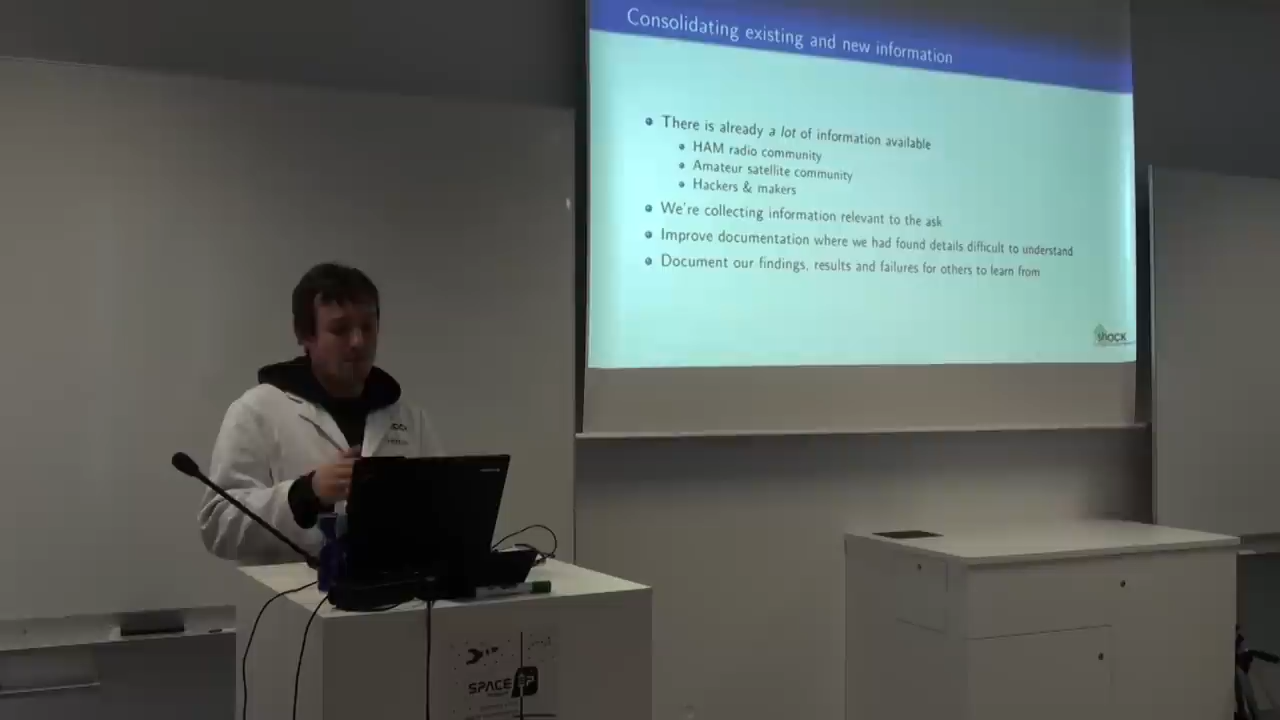 Consolidating existing and new information
There is already a lot of information available
HAM radio community
Amateur satellite community
Hackers & makers
We're collecting information relevant to the ask
Improve documentation where we had found details difficult to understand
Document our findings, results and failures for others to learn from
shack
SPACE UP